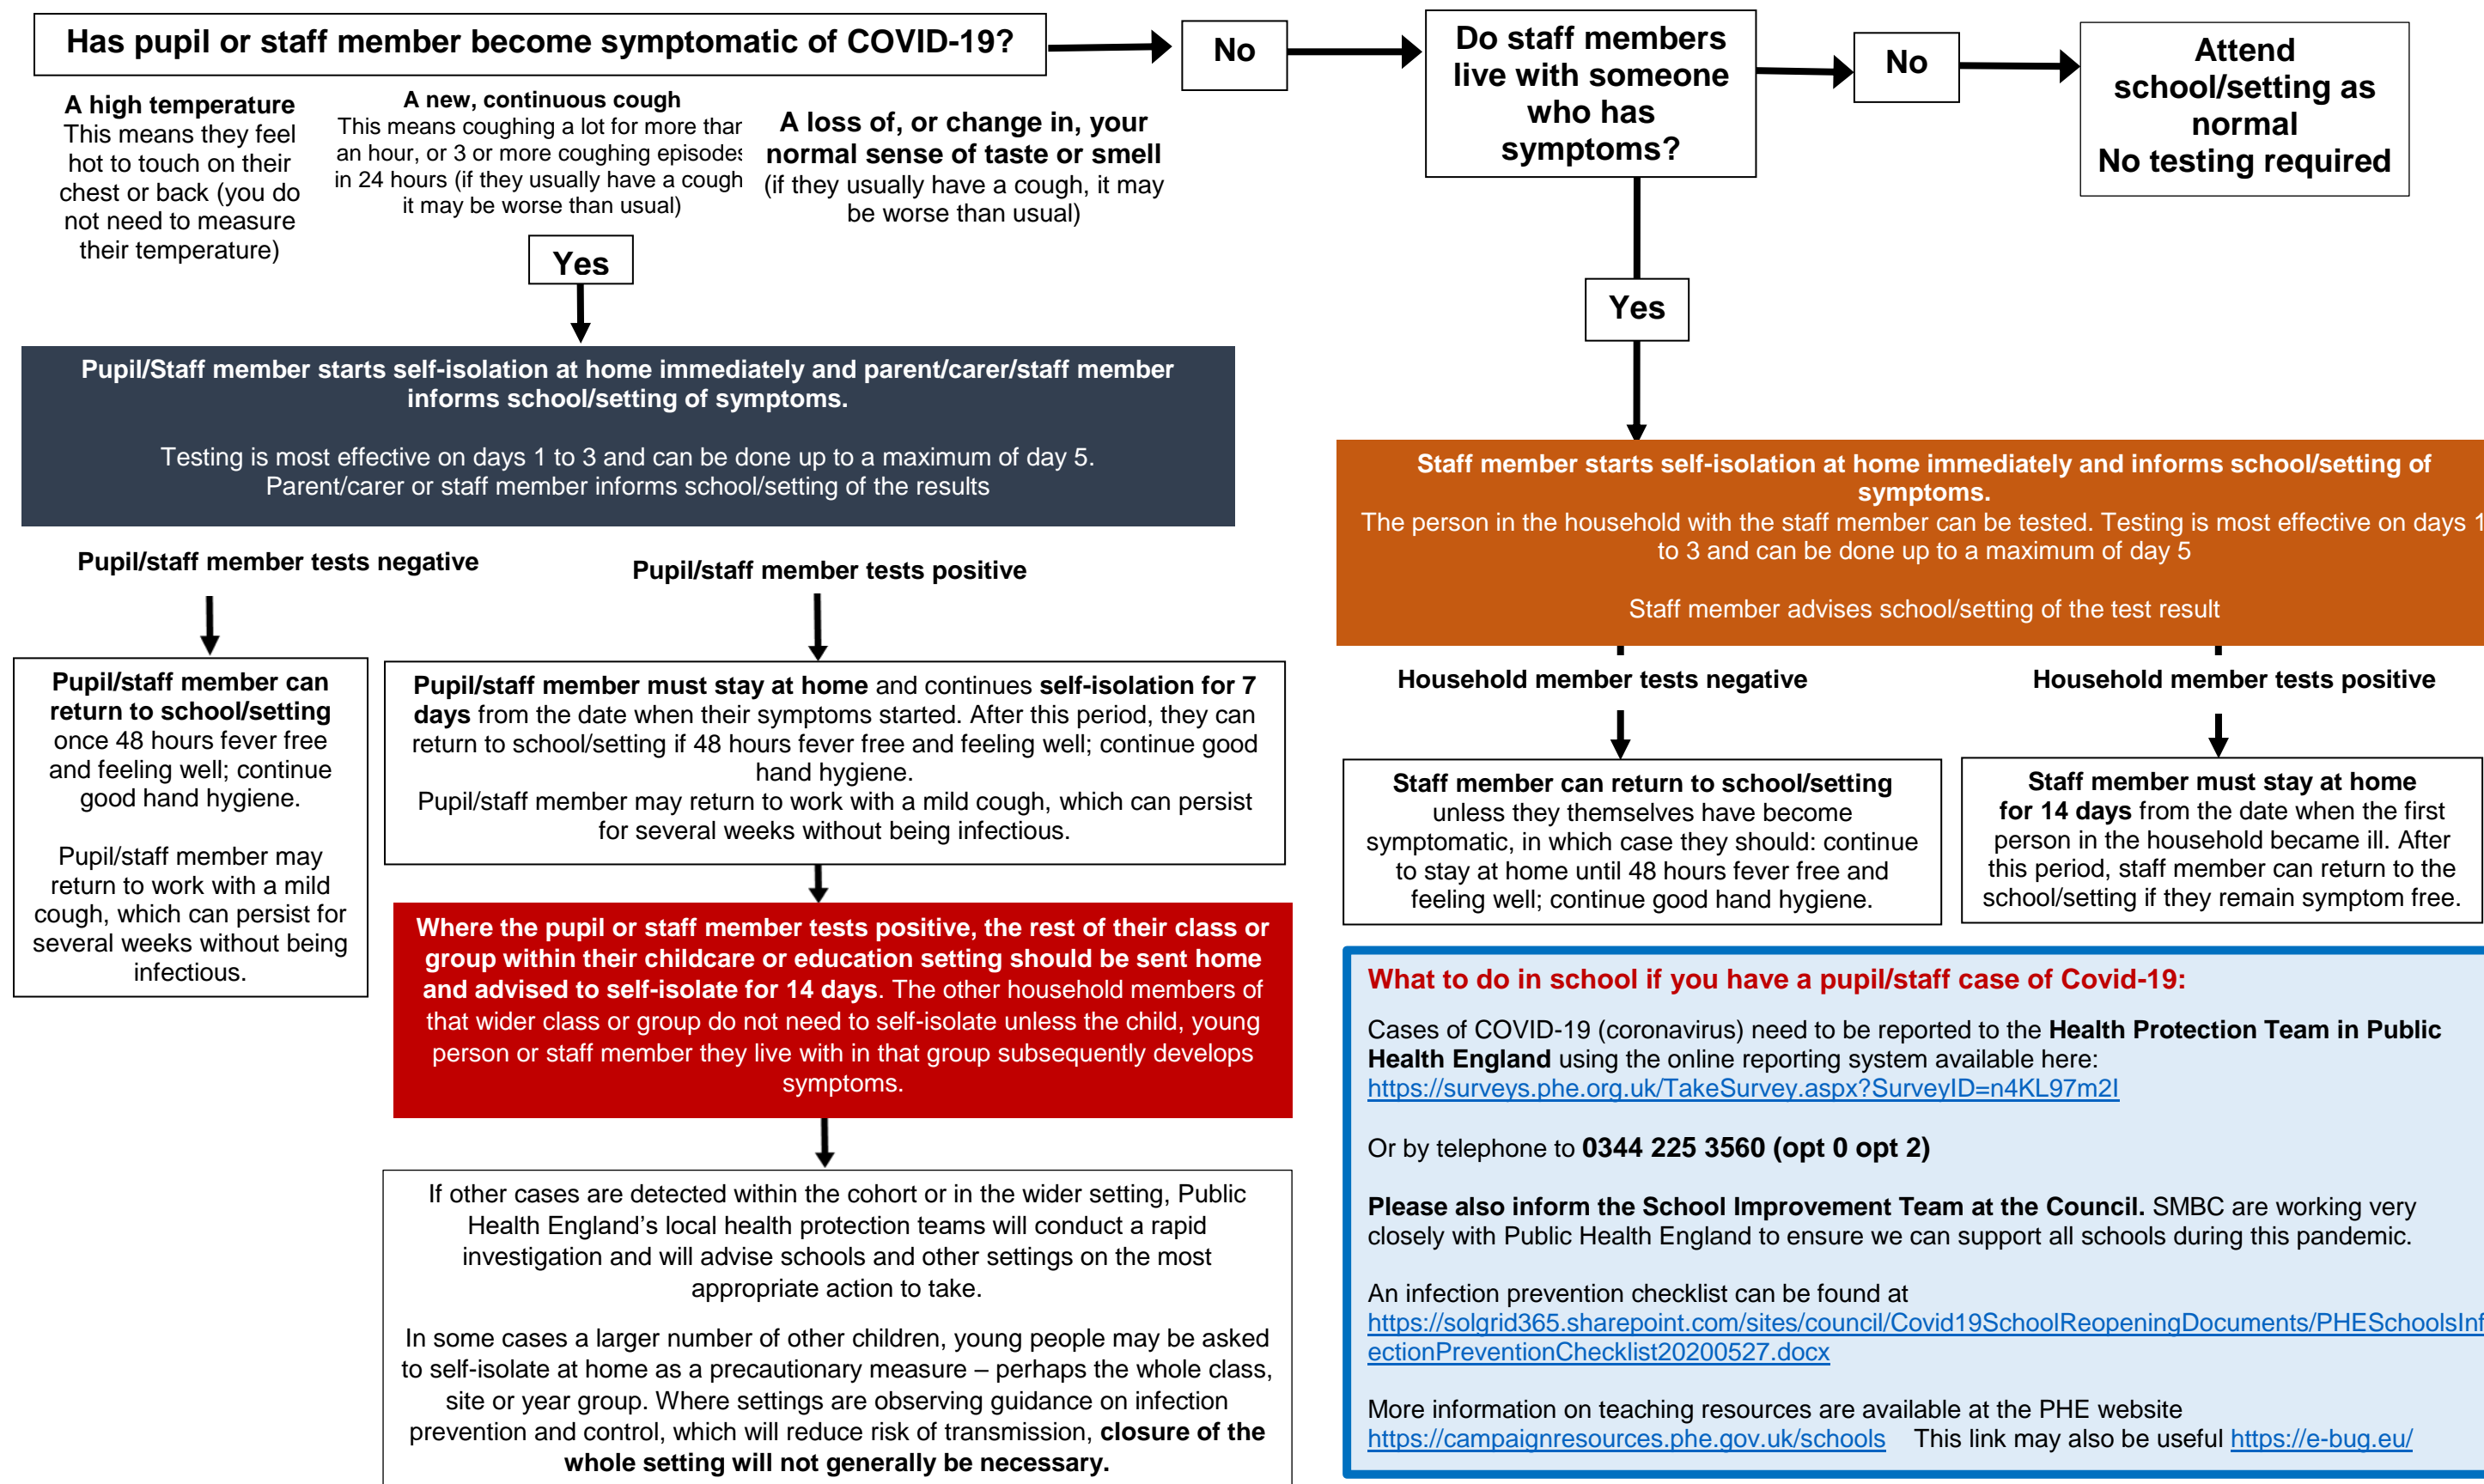 Has pupil or staff member become symptomatic of COVID-19?
No
Do staff members
live with someone
who has
symptoms?
No
Attend
school/setting as
normal
No testing required
A high temperature
This means they feel
hot to touch on their
chest or back (you do
not need to measure
their temperature)
A new, continuous cough
This means coughing a lot for more than
an hour, or 3 or more coughing episodes
in 24 hours (if they usually have a cough
it may be worse than usual)
A loss of, or change in, your
normal sense of taste or smell
(if they usually have a cough, it may
be worse than usual)
Yes
Yes
Pupil/Staff member starts self-isolation at home immediately and parent/carer/staff member
informs school/setting of symptoms.
Testing is most effective on days 1 to 3 and can be done up to a maximum of day 5.
Parent/carer or staff member informs school/setting of the results
Staff member starts self-isolation at home immediately and informs school/setting of
symptoms.
The person in the household with the staff member can be tested. Testing is most effective on days 1
to 3 and can be done up to a maximum of day 5
Staff member advises school/setting of the test result
Pupil/staff member tests negative
Pupil/staff member tests positive
Pupil/staff member can
return to school/setting
once 48 hours fever free
and feeling well; continue
good hand hygiene.
Pupil/staff member may
return to work with a mild
cough, which can persist for
several weeks without being
infectious.
Pupil/staff member must stay at home and continues self-isolation for 7
days from the date when their symptoms started. After this period, they can
return to school/setting if 48 hours fever free and feeling well; continue good
hand hygiene.
Pupil/staff member may return to work with a mild cough, which can persist
for several weeks without being infectious.
Where the pupil or staff member tests positive, the rest of their class or
group within their childcare or education setting should be sent home
and advised to self-isolate for 14 days. The other household members of
that wider class or group do not need to self-isolate unless the child, young
person or staff member they live with in that group subsequently develops
symptoms.
If other cases are detected within the cohort or in the wider setting, Public
Health England’s local health protection teams will conduct a rapid
investigation and will advise schools and other settings on the most
appropriate action to take.
In some cases a larger number of other children, young people may be asked
to self-isolate at home as a precautionary measure – perhaps the whole class,
site or year group. Where settings are observing guidance on infection
prevention and control, which will reduce risk of transmission, closure of the
whole setting will not generally be necessary.
Household member tests negative
Household member tests positive
Staff member can return to school/setting
unless they themselves have become
symptomatic, in which case they should: continue
to stay at home until 48 hours fever free and
feeling well; continue good hand hygiene.
Staff member must stay at home
for 14 days from the date when the first
person in the household became ill. After
this period, staff member can return to the
school/setting if they remain symptom free.
What to do in school if you have a pupil/staff case of Covid-19:
Cases of COVID-19 (coronavirus) need to be reported to the Health Protection Team in Public
Health England using the online reporting system available here:
https://surveys.phe.org.uk/TakeSurvey.aspx?SurveyID=n4KL97m2I
Or by telephone to 0344 225 3560 (opt 0 opt 2)
Please also inform the School Improvement Team at the Council. SMBC are working very
closely with Public Health England to ensure we can support all schools during this pandemic.
An infection prevention checklist can be found at
https://solgrid365.sharepoint.com/sites/council/Covid19SchoolReopeningDocuments/PHESchoolsInf
ectionPreventionChecklist20200527.docx
More information on teaching resources are available at the PHE website
https://campaignresources.phe.gov.uk/schools This link may also be useful https://e-bug.eu/